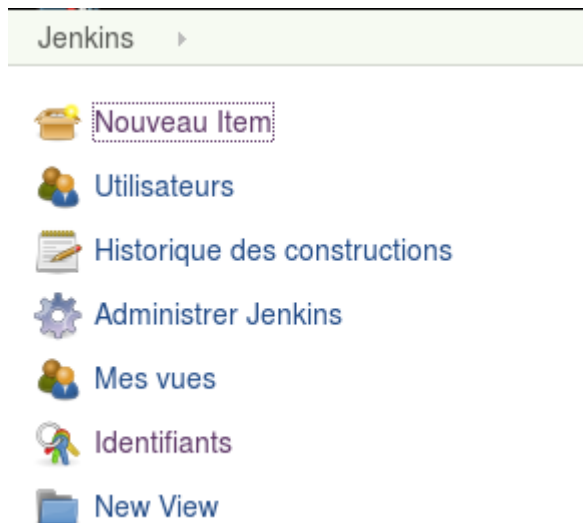 Jenkins
Nouveau Item
Utilisateurs
Historique des constructions
Administrer Jenkins
Mes vues
Identifiants
New View